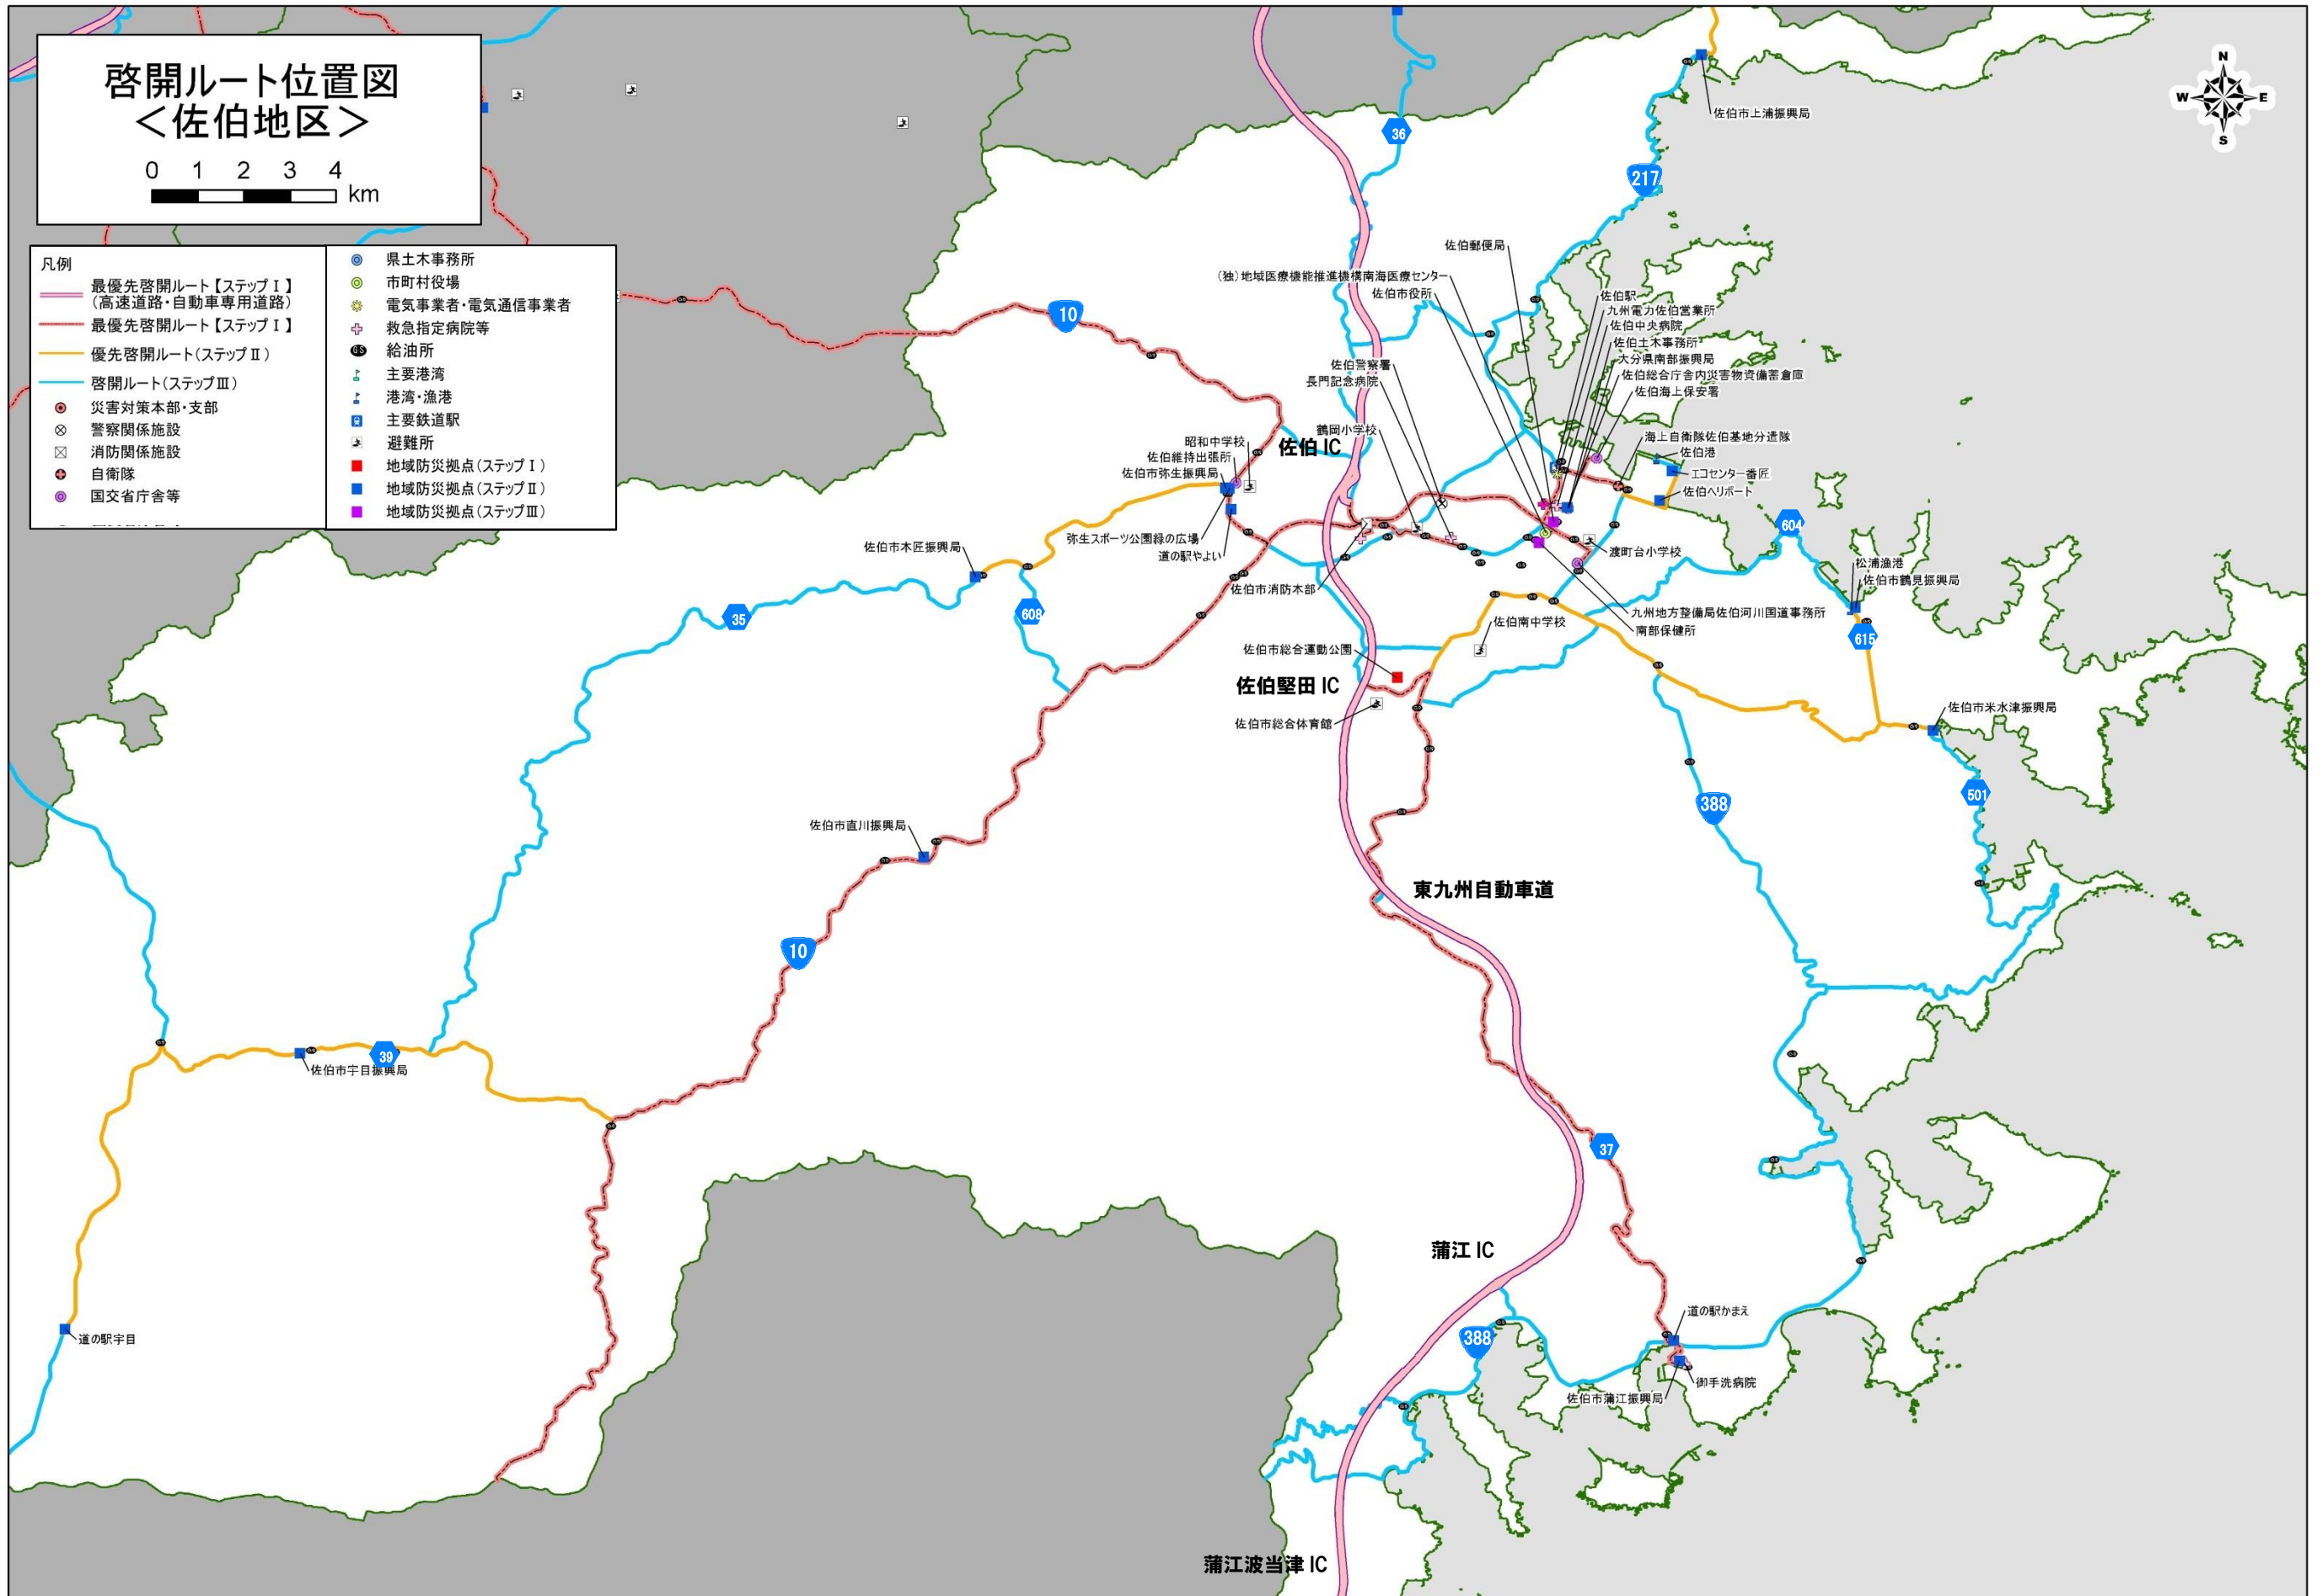 啓開ルート位置図
＜佐伯地区＞
0 1 2 3 4
km
凡例
最優先啓開ルート【ステップⅠ】
(高速道路・自動車専用道路)
最優先啓開ルート【ステップⅠ】
優先啓開ルート(ステップⅡ)
啓開ルート(ステップⅢ)
災害対策本部・支部
警察関係施設
消防関係施設
自衛隊
国交省庁舎等
県土木事務所
市町村役場
電気事業者・電気通信事業者
救急指定病院等
給油所
主要港湾
港湾・漁港
主要鉄道駅
避難所
地域防災拠点(ステップⅠ)
地域防災拠点(ステップⅡ)
地域防災拠点(ステップⅢ)
N
W E
S
36
佐伯市上浦振興局
217
佐伯郵便局
(独)地域医療機能推進機構南海医療センター
佐伯市役所
佐伯駅
九州電力佐伯営業所
佐伯中央病院
佐伯土木事務所
大分県南部振興局
佐伯総合庁舎内災害物資備蓄倉庫
佐伯海上保安署
10
佐伯警察署
長門記念病院
鶴岡小学校
佐伯 IC
昭和中学校
佐伯維持出張所
佐伯市弥生振興局
海上自衛隊佐伯基地分遣隊
佐伯港
エコセンター番匠
佐伯ヘリポート
604
弥生スポーツ公園緑の広場
道の駅やよい
佐伯市本匠振興局
渡町台小学校
松浦漁港
佐伯市鶴見振興局
佐伯市消防本部
35
608
九州地方整備局佐伯河川国道事務所
南部保健所
佐伯南中学校
615
佐伯市総合運動公園
佐伯堅田 IC
佐伯市総合体育館
佐伯市米水津振興局
501
388
佐伯市直川振興局
東九州自動車道
10
39
佐伯市宇目振興局
37
蒲江 IC
道の駅かまえ
道の駅宇目
388
御手洗病院
佐伯市蒲江振興局
蒲江波当津 IC